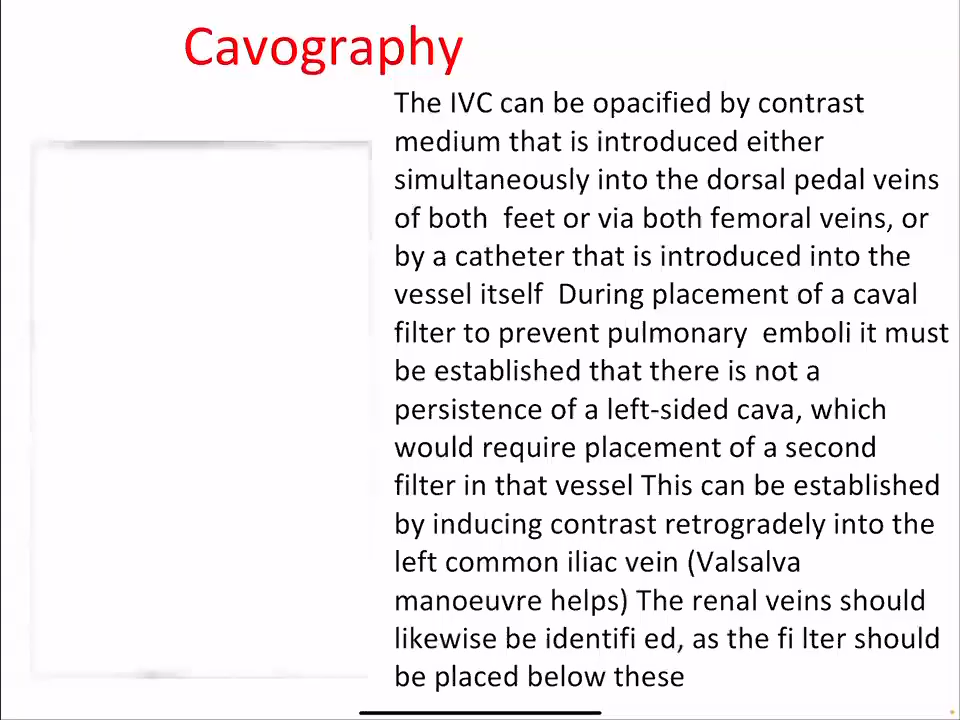 Cavography
The IVC can be opacified by contrast
medium that is introduced either
simultaneously into the dorsal pedal veins
of both  feet or via both femoral veins, or
by a catheter that is introduced into the
vessel itself  During placement of a caval
filter to prevent pulmonary  emboli it must
be established that there is not a
persistence of a left-sided cava, which
would require placement of a second
filter in that vessel This can be established
by inducing contrast retrogradely into the
left common iliac vein (Valsalva
manoeuvre helps) The renal veins should
likewise be identifi ed, as the fi lter should
be placed below these